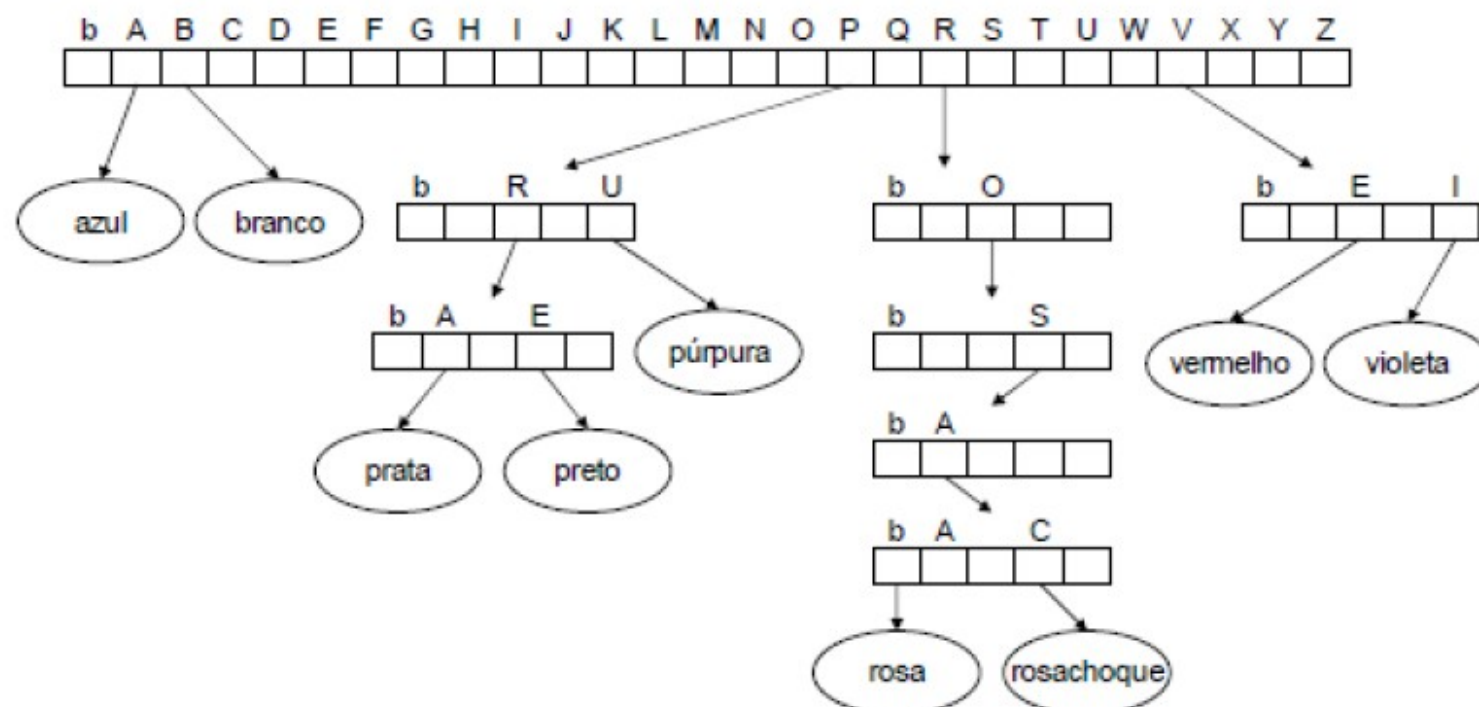 b A B C D E F G H I J K L M N O P Q R S T U W V X Y Z
b R U
b O
b E I
azul branco
b A E
púrpura
b S
vermelho violeta
b A
prata preto
b A C
rosa rosachoque